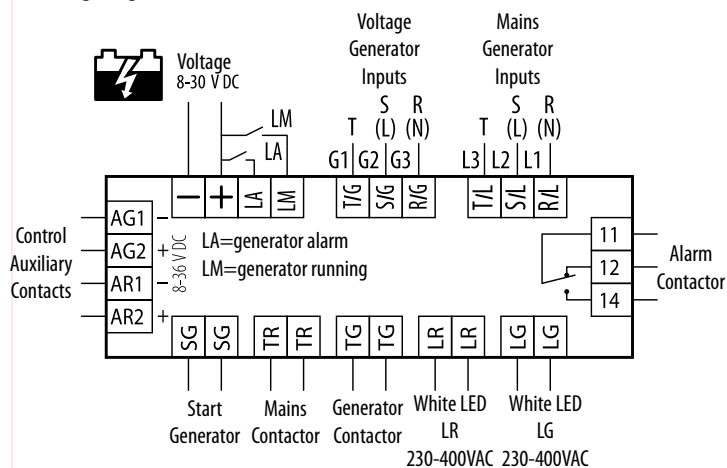 Voltage
8-30 V DC
LM
LA
Voltage
Generator
Inputs
T
S
(L)
R
(N)
G1 G2 G3
Mains
Generator
Inputs
T
S
(L)
R
(N)
L3 L2 L1
− + LA LM
T/G S/G R/G
T/L S/L R/L
Control
Auxiliary
Contacts
AG1 −
AG2 +
AR1 −
AR2 +
8-36 V DC
LA=generator alarm
LM=generator running
11
12
14
Alarm
Contactor
SG SG
TR TR
TG TG
LR LR
LG LG
Start
Generator
Mains
Contactor
Generator
Contactor
White LED
LR
230-400VAC
White LED
LG
230-400VAC